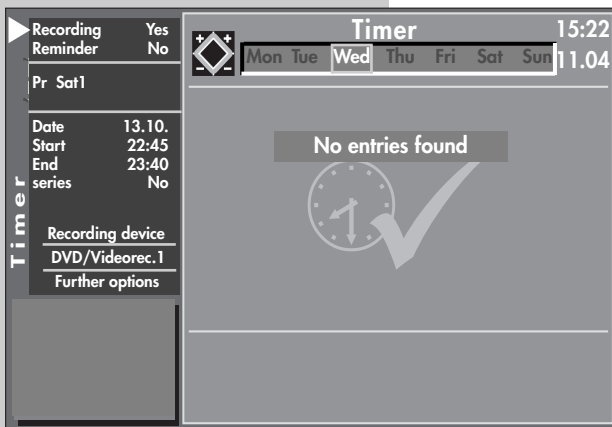 Recording Yes
Reminder No
Pr Sat1
Date 13.10.
Start 22:45
End 23:40
series No
Recording device
DVD/Videorec.1
Further options
Timer
Timer 15:22
Mon Tue Wed Thu Fri Sat Sun 11.04
No entries found